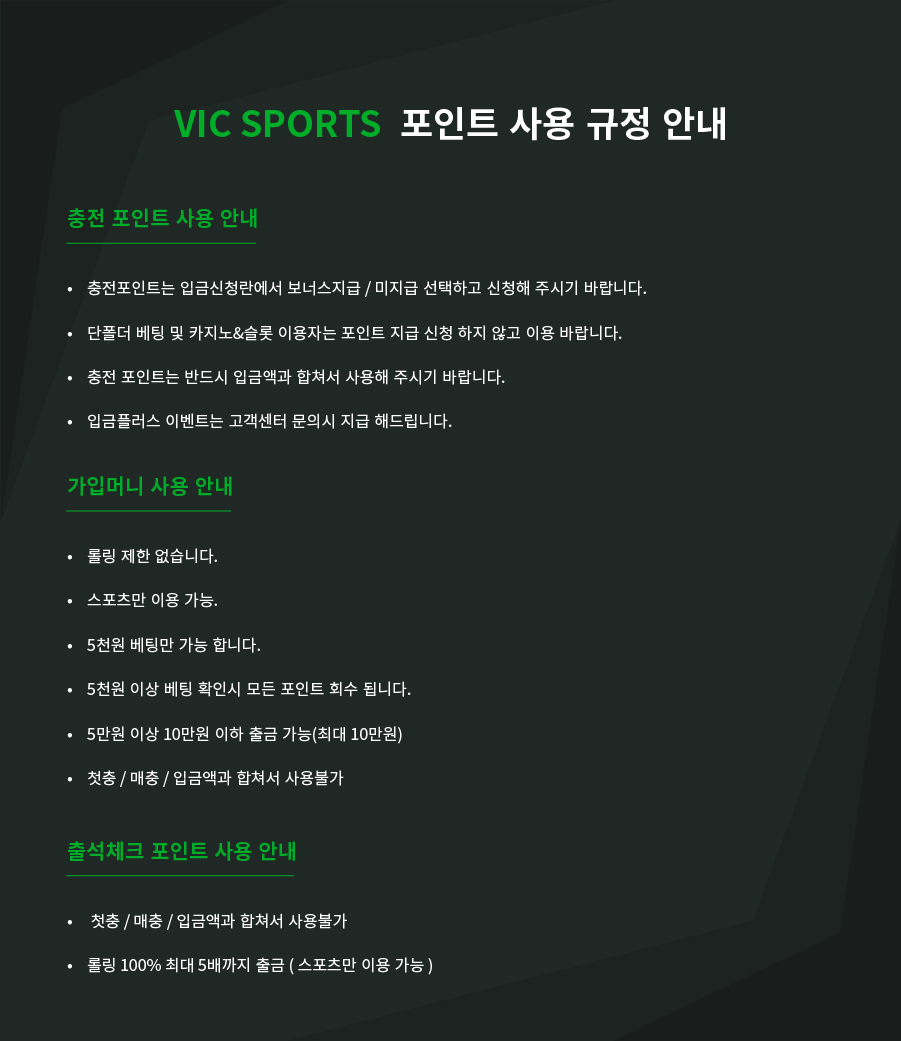 VIC SPORTS 포인트 사용 규정 안내
충전 포인트 사용 안내
• 충전포인트는 입금신청란에서 보너스지급 / 미지급 선택하고 신청해 주시기 바랍니다.
• 단폴더 베팅 및 카지노&슬롯 이용자는 포인트 지급 신청 하지 않고 이용 바랍니다.
• 충전 포인트는 반드시 입금액과 합쳐서 사용해 주시기 바랍니다.
• 입금플러스 이벤트는 고객센터 문의시 지급 해드립니다.
가입머니 사용 안내
• 롤링 제한 없습니다.
• 스포츠만 이용 가능.
• 5천원 베팅만 가능 합니다.
• 5천원 이상 베팅 확인시 모든 포인트 회수 됩니다.
• 5만원 이상 10만원 이하 출금 가능(최대 10만원)
• 첫충 / 매충 / 입금액과 합쳐서 사용불가
출석체크 포인트 사용 안내
• 첫충 / 매충 / 입금액과 합쳐서 사용불가
• 롤링 100% 최대 5배까지 출금 ( 스포츠만 이용 가능 )